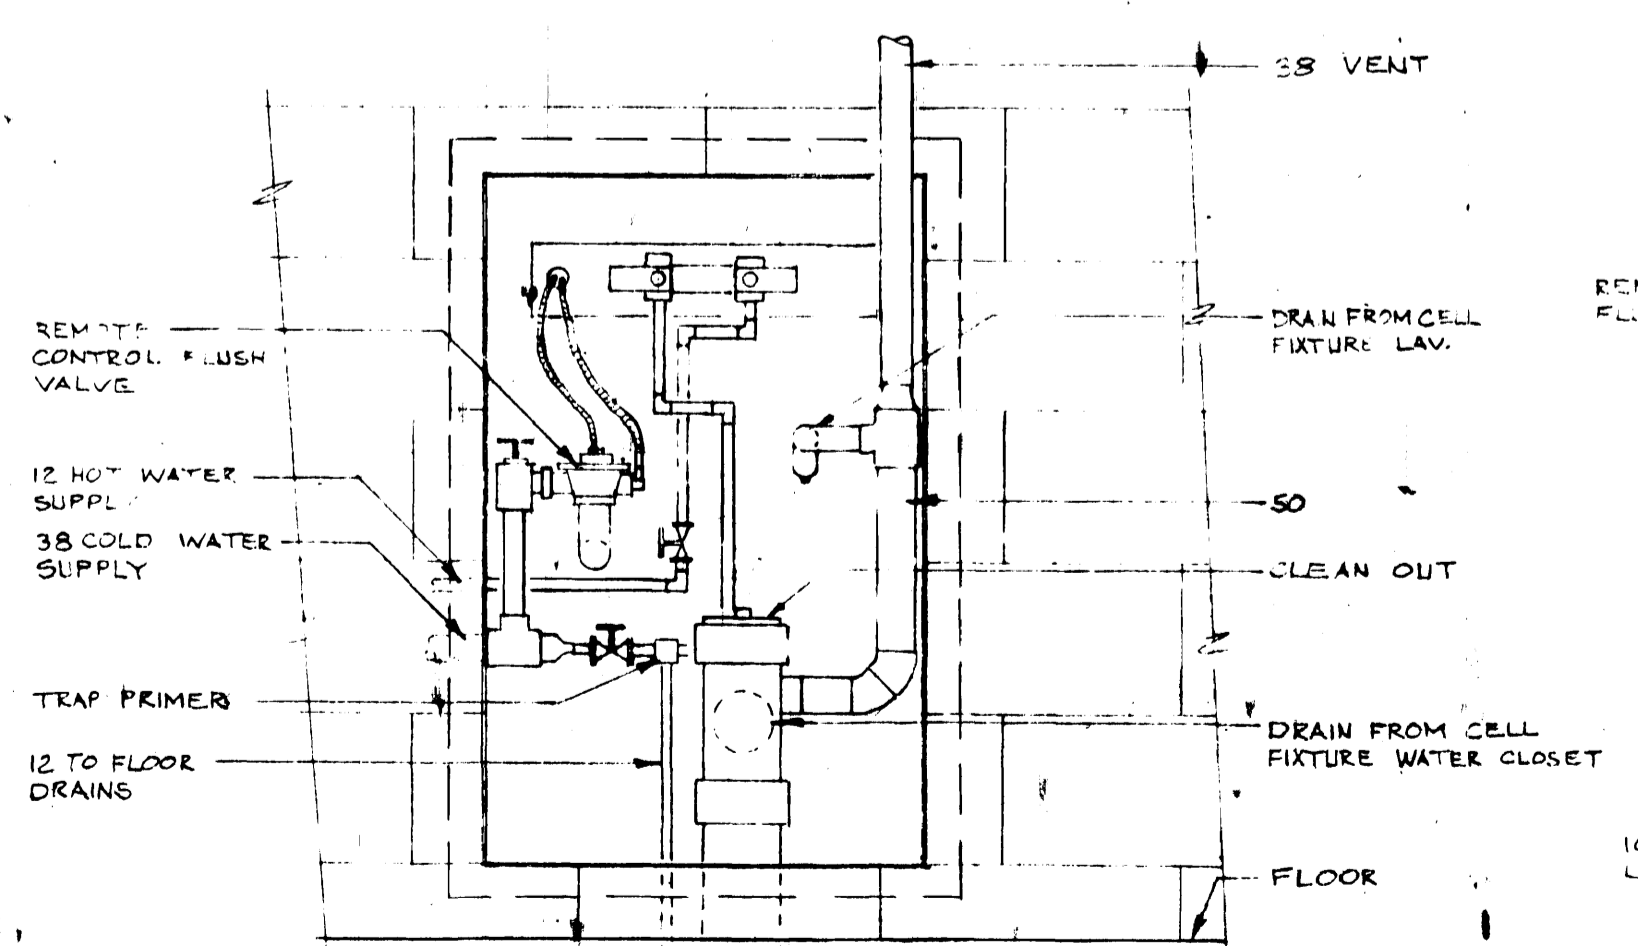 38 VENT
REMOTE
CONTROL FLUSH
VALVE
DRAIN FROM CELL
FIXTURE LAV.
12 HOT WATER
SUPPLY
38 COLD WATER
SUPPLY
50
CLEAN OUT
TRAP PRIMER
DRAIN FROM CELL
FIXTURE WATER CLOSET
12 TO FLOOR
DRAINS
FLOOR